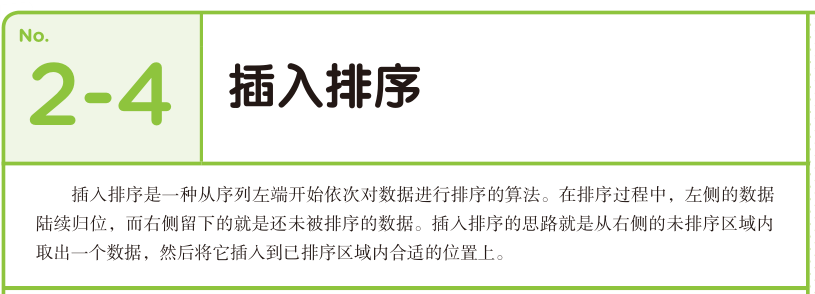 No.
2-4
插入排序
插入排序是一种从序列左端开始依次对数据进行排序的算法。在排序过程中，左侧的数据
陆续归位，而右侧留下的就是还未被排序的数据。插入排序的思路就是从右侧的未排序区域内
取出一个数据，然后将它插入到已排序区域内合适的位置上。